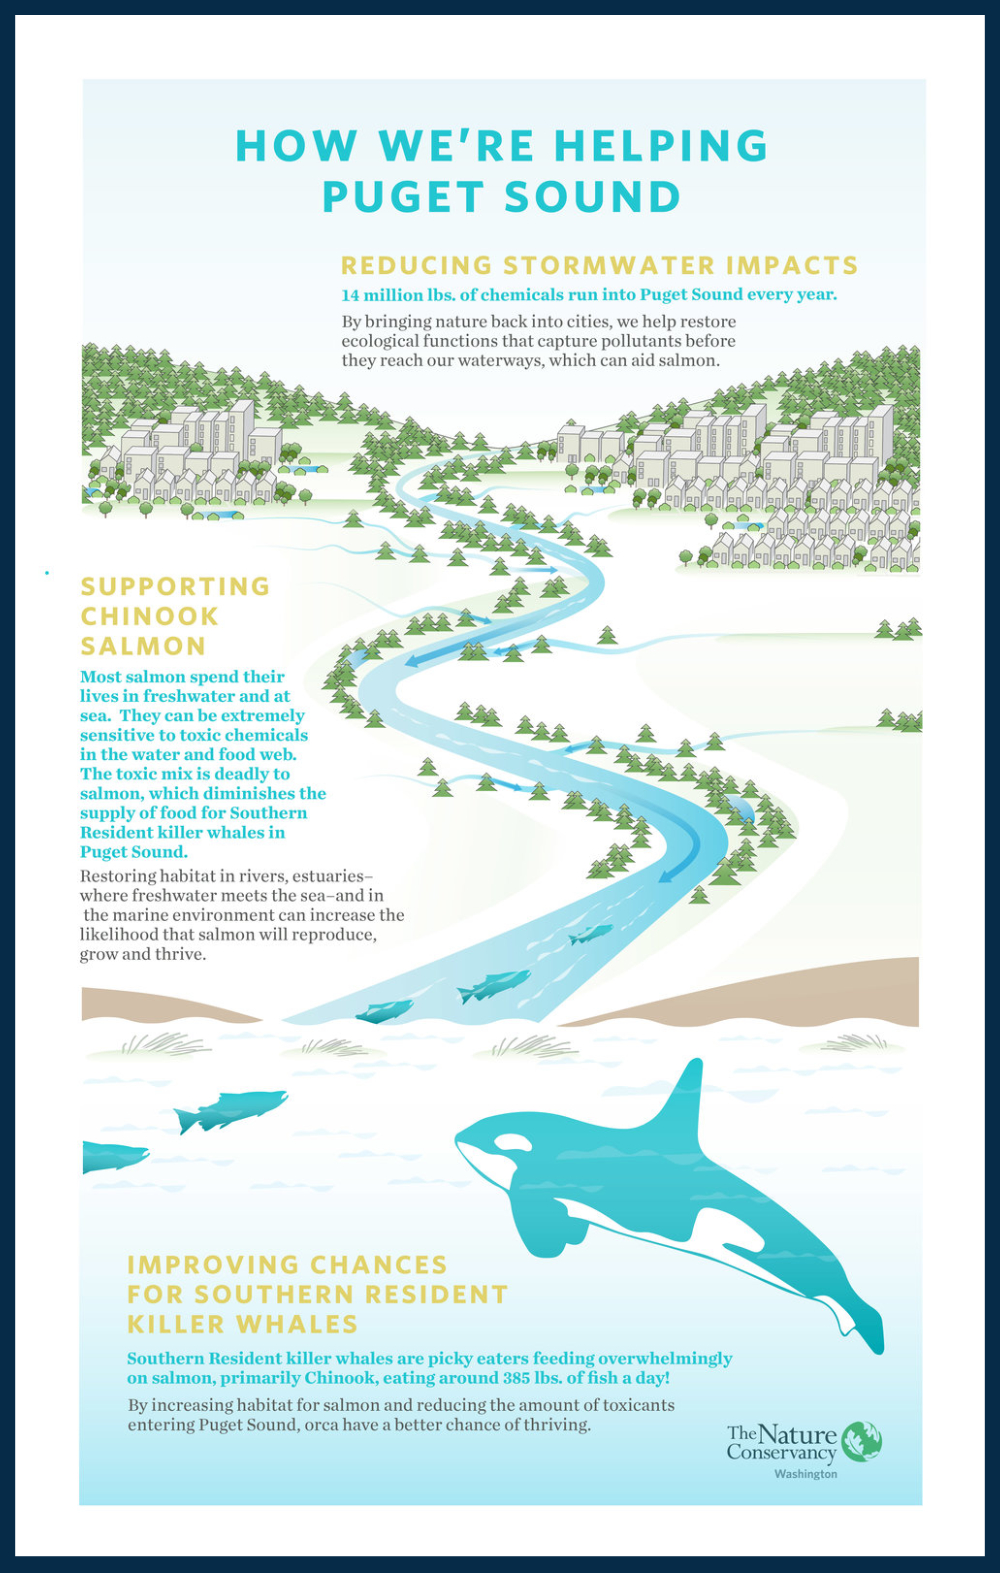 HOW WE'RE HELPING
PUGET SOUND
REDUCING STORMWATER IMPACTS
14 million lbs. of chemicals run into Puget Sound every year.
By bringing nature back into cities, we help restore
ecological functions that capture pollutants before
they reach our waterways, which can aid salmon.
SUPPORTING
CHINOOK
SALMON
Most salmon spend their
lives in freshwater and at
sea.  They can be extremely
sensitive to toxic chemicals
in the water and food web.
The toxic mix is deadly to
salmon, which diminishes the
supply of food for Southern
Resident killer whales in
Puget Sound.
Restoring habitat in rivers, estuaries–
where freshwater meets the sea–and in
the marine environment can increase the
likelihood that salmon will reproduce,
grow and thrive.
IMPROVING CHANCES
FOR SOUTHERN RESIDENT
KILLER WHALES
Southern Resident killer whales are picky eaters feeding overwhelmingly
on salmon, primarily Chinook, eating around 385 lbs. of fish a day!
By increasing habitat for salmon and reducing the amount of toxicants
entering Puget Sound, orca have a better chance of thriving.
The Nature
Conservancy
Washington